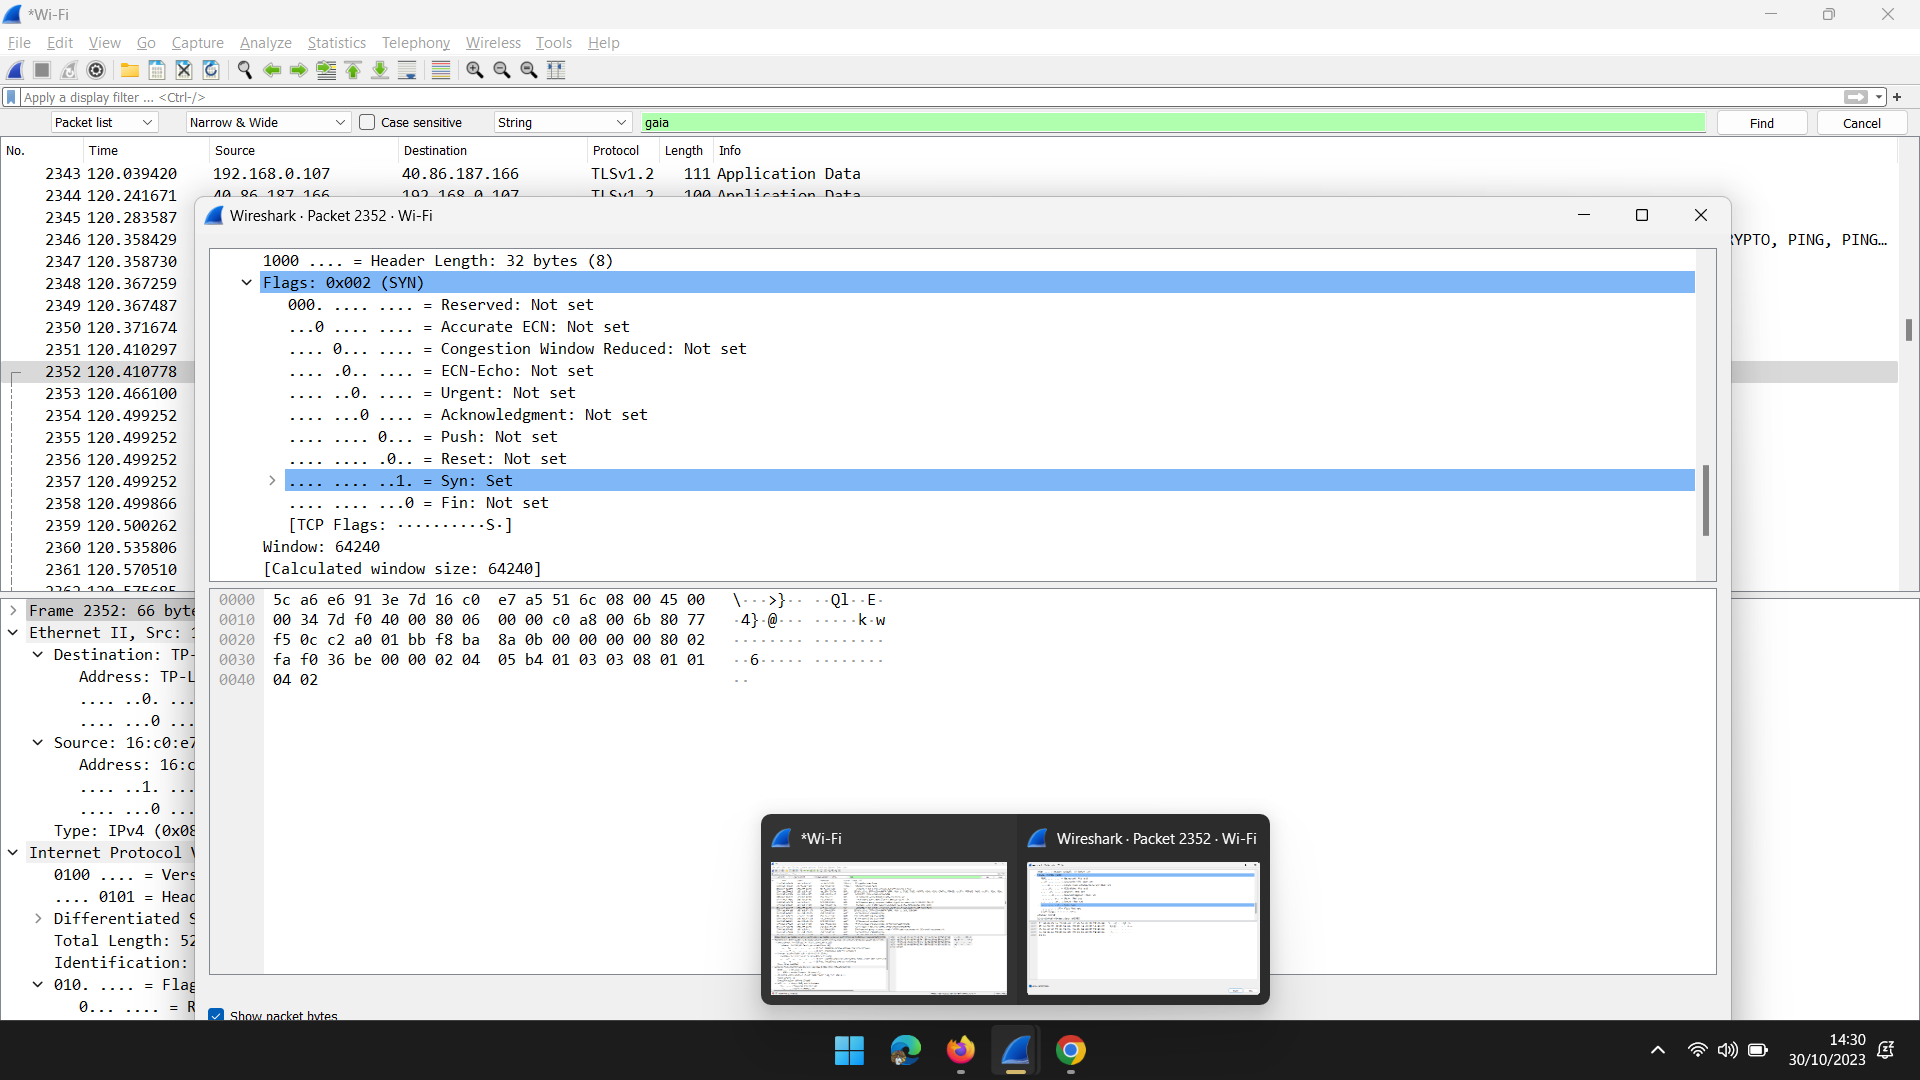 *Wi-Fi
File Edit View Go Capture Analyze Statistics Telephony Wireless Tools Help
Apply a display filter ... <Ctrl-/>
Packet list Narrow & Wide Case sensitive String gaia Find Cancel
No. Time Source Destination Protocol Length Info
2343 120.039420 192.168.0.107 40.86.187.166 TLSv1.2 111 Application Data
2344 120.241671 40.86.187.166 192.168.0.107 TLSv1.2 100 Application Data
2345 120.283587
2346 120.358429 RYPTO, PING, PING…
2347 120.358730
2348 120.367259
2349 120.367487
2350 120.371674
2351 120.410297
2352 120.410778
2353 120.466100
2354 120.499252
2355 120.499252
2356 120.499252
2357 120.499252
2358 120.499866
2359 120.500262
2360 120.535806
2361 120.570510
2362 120.575685
Wireshark · Packet 2352 · Wi-Fi
1000 .... = Header Length: 32 bytes (8)
Flags: 0x002 (SYN)
000. .... .... = Reserved: Not set
...0 .... .... = Accurate ECN: Not set
.... 0... .... = Congestion Window Reduced: Not set
.... .0.. .... = ECN-Echo: Not set
.... ..0. .... = Urgent: Not set
.... ...0 .... = Acknowledgment: Not set
.... .... 0... = Push: Not set
.... .... .0.. = Reset: Not set
.... .... ..1. = Syn: Set
.... .... ...0 = Fin: Not set
[TCP Flags: ··········S·]
Window: 64240
[Calculated window size: 64240]
0000 5c a6 e6 91 3e 7d 16 c0 e7 a5 51 6c 08 00 45 00 \···>}·· ··Ql··E·
0010 00 34 7d f0 40 00 80 06 00 00 c0 a8 00 6b 80 77 ·4}·@··· ·····k·w
0020 f5 0c c2 a0 01 bb f8 ba 8a 0b 00 00 00 00 80 02 ········ ········
0030 fa f0 36 be 00 00 02 04 05 b4 01 03 03 08 01 01 ··6····· ········
0040 04 02 ··
Show packet bytes
Frame 2352: 66 byte
Ethernet II, Src: 1
Destination: TP-
Address: TP-L
.... ..0. ...
.... ...0 ...
Source: 16:c0:e7
Address: 16:c
.... ..1. ...
.... ...0 ...
Type: IPv4 (0x08
Internet Protocol V
0100 .... = Vers
.... 0101 = Head
Differentiated S
Total Length: 52
Identification:
010. .... = Flag
0... .... = R
*Wi-Fi
Wireshark · Packet 2352 · Wi-Fi
14:30
30/10/2023